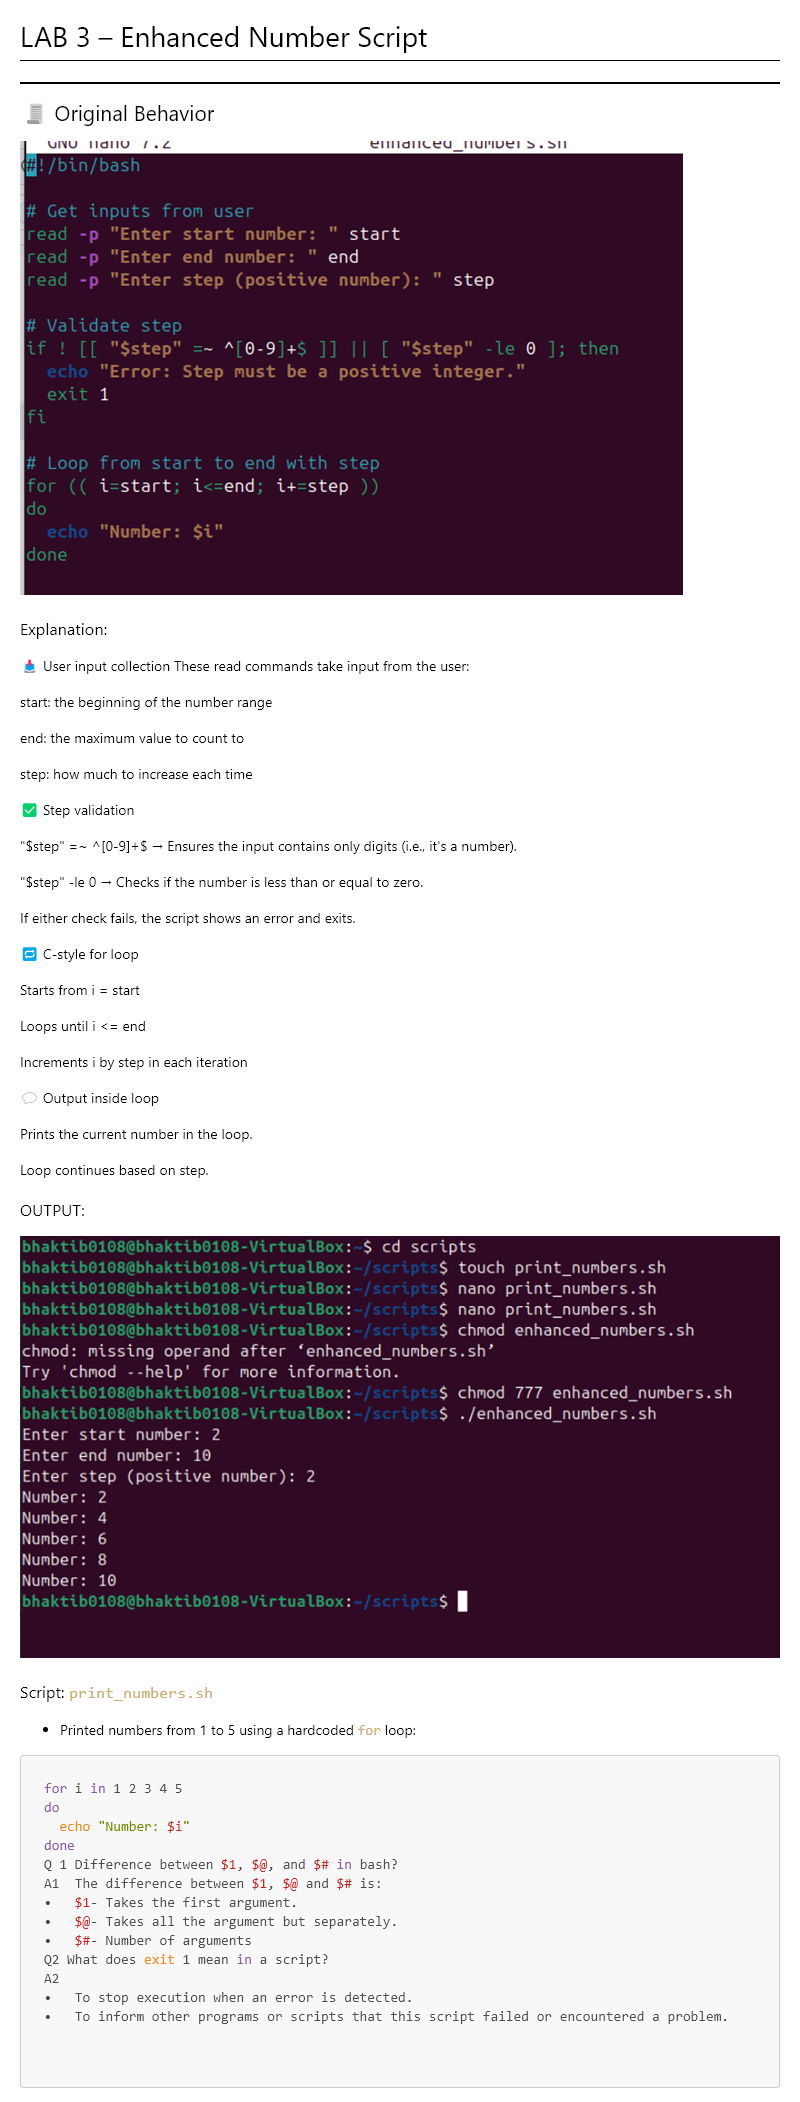 LAB 3 – Enhanced Number Script
Original Behavior
GNU nano 7.2 enhanced_numbers.sh
#!/bin/bash
# Get inputs from user
read -p "Enter start number: " start
read -p "Enter end number: " end
read -p "Enter step (positive number): " step
# Validate step
if ! [[ "$step" =~ ^[0-9]+$ ]] || [ "$step" -le 0 ]; then
  echo "Error: Step must be a positive integer."
  exit 1
fi
# Loop from start to end with step
for (( i=start; i<=end; i+=step ))
do
  echo "Number: $i"
done
Explanation:
📥 User input collection These read commands take input from the user:
start: the beginning of the number range
end: the maximum value to count to
step: how much to increase each time
✅ Step validation
"$step" =~ ^[0-9]+$ → Ensures the input contains only digits (i.e., it's a number).
"$step" -le 0 → Checks if the number is less than or equal to zero.
If either check fails, the script shows an error and exits.
🔁 C-style for loop
Starts from i = start
Loops until i <= end
Increments i by step in each iteration
💬 Output inside loop
Prints the current number in the loop.
Loop continues based on step.
OUTPUT:
bhaktib0108@bhaktib0108-VirtualBox:~$ cd scripts
bhaktib0108@bhaktib0108-VirtualBox:~/scripts$ touch print_numbers.sh
bhaktib0108@bhaktib0108-VirtualBox:~/scripts$ nano print_numbers.sh
bhaktib0108@bhaktib0108-VirtualBox:~/scripts$ nano print_numbers.sh
bhaktib0108@bhaktib0108-VirtualBox:~/scripts$ chmod enhanced_numbers.sh
chmod: missing operand after ‘enhanced_numbers.sh’
Try 'chmod --help' for more information.
bhaktib0108@bhaktib0108-VirtualBox:~/scripts$ chmod 777 enhanced_numbers.sh
bhaktib0108@bhaktib0108-VirtualBox:~/scripts$ ./enhanced_numbers.sh
Enter start number: 2
Enter end number: 10
Enter step (positive number): 2
Number: 2
Number: 4
Number: 6
Number: 8
Number: 10
bhaktib0108@bhaktib0108-VirtualBox:~/scripts$
Script: print_numbers.sh
• Printed numbers from 1 to 5 using a hardcoded for loop:
for i in 1 2 3 4 5
do
  echo "Number: $i"
done
Q 1 Difference between $1, $@, and $# in bash?
A1  The difference between $1, $@ and $# is:
•   $1- Takes the first argument.
•   $@- Takes all the argument but separately.
•   $#- Number of arguments
Q2 What does exit 1 mean in a script?
A2
•   To stop execution when an error is detected.
•   To inform other programs or scripts that this script failed or encountered a problem.